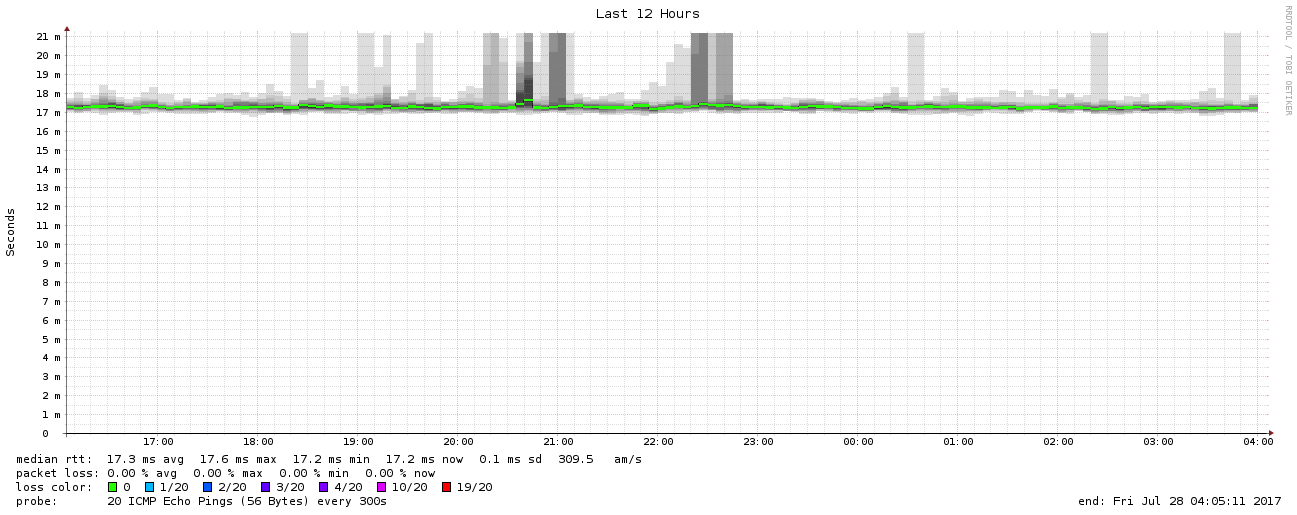 Last 12 Hours
RRDTOOL / TOBI OETIKER
Seconds
21 m
20 m
19 m
18 m
17 m
16 m
15 m
14 m
13 m
12 m
11 m
10 m
9 m
8 m
7 m
6 m
5 m
4 m
3 m
2 m
1 m
0
17:00 18:00 19:00 20:00 21:00 22:00 23:00 00:00 01:00 02:00 03:00 04:00
median rtt: 17.3 ms avg 17.6 ms max 17.2 ms min 17.2 ms now 0.1 ms sd 309.5 am/s
packet loss: 0.00 % avg 0.00 % max 0.00 % min 0.00 % now
loss color: 0 1/20 2/20 3/20 4/20 10/20 19/20
probe: 20 ICMP Echo Pings (56 Bytes) every 300s end: Fri Jul 28 04:05:11 2017